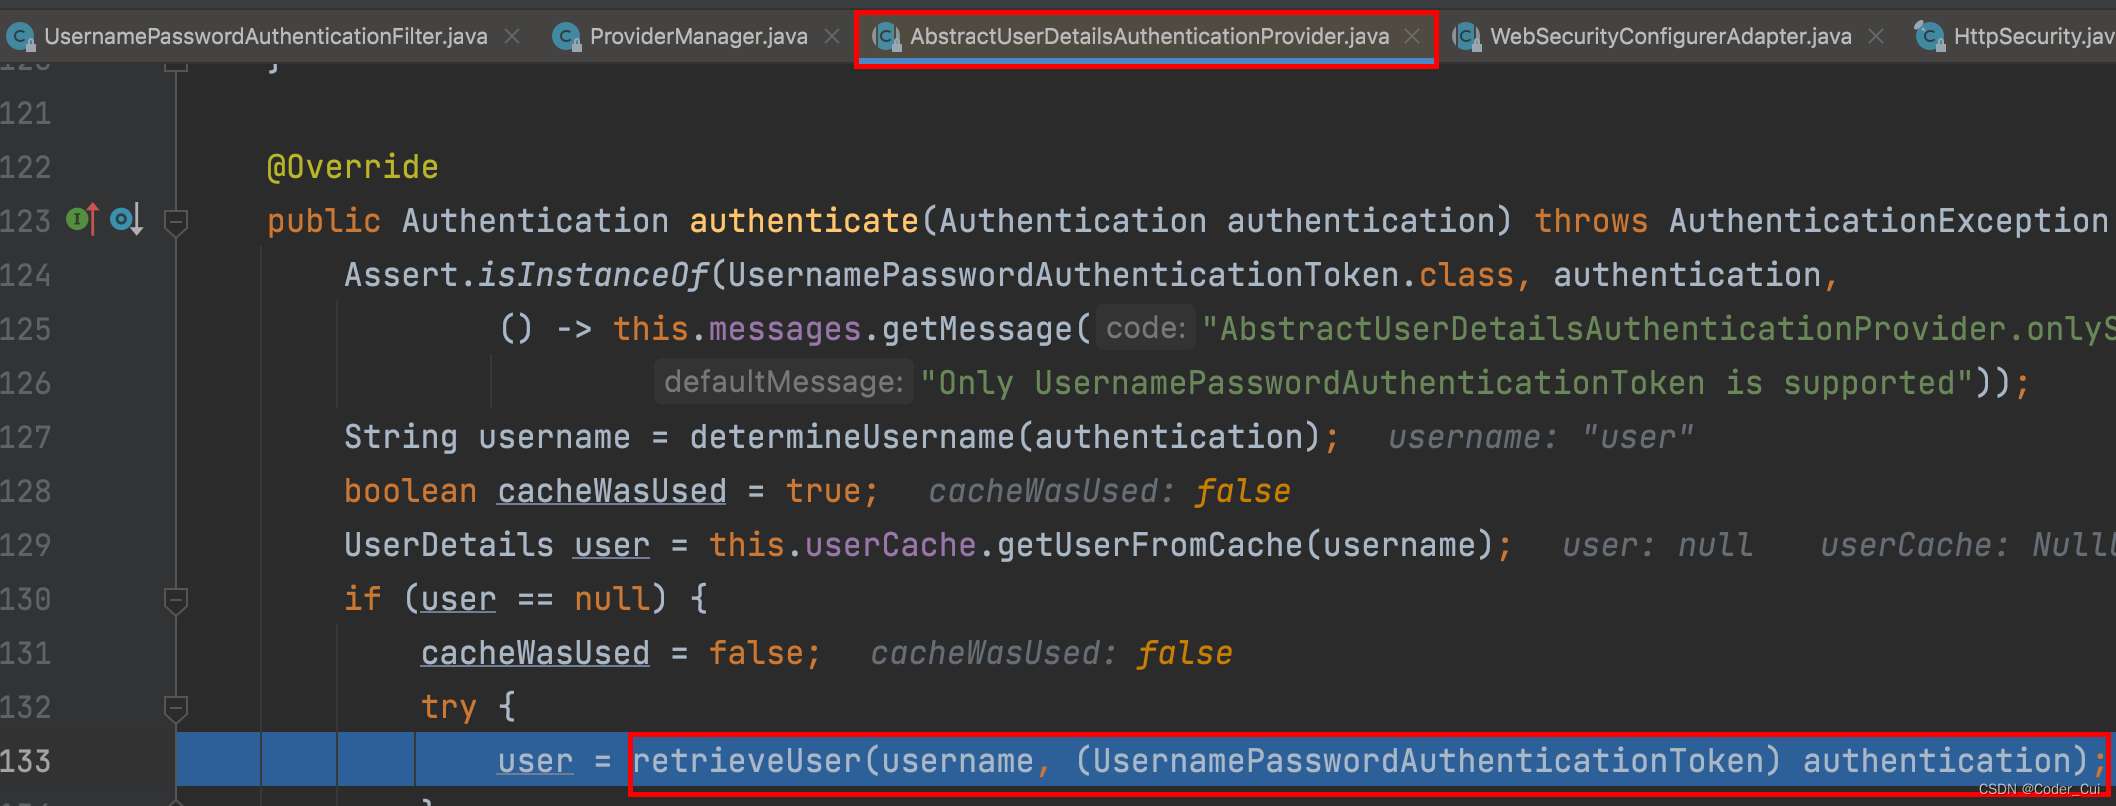 UsernamePasswordAuthenticationFilter.java ProviderManager.java AbstractUserDetailsAuthenticationProvider.java WebSecurityConfigurerAdapter.java HttpSecurity.jav
}
121
122 @Override
123 public Authentication authenticate(Authentication authentication) throws AuthenticationException
124 Assert.isInstanceOf(UsernamePasswordAuthenticationToken.class, authentication,
125 () -> this.messages.getMessage( code: "AbstractUserDetailsAuthenticationProvider.onlyS
126 defaultMessage: "Only UsernamePasswordAuthenticationToken is supported"));
127 String username = determineUsername(authentication); username: "user"
128 boolean cacheWasUsed = true; cacheWasUsed: false
129 UserDetails user = this.userCache.getUserFromCache(username); user: null userCache: NullU
130 if (user == null) {
131 cacheWasUsed = false; cacheWasUsed: false
132 try {
133 user = retrieveUser(username, (UsernamePasswordAuthenticationToken) authentication);
CSDN @Coder_Cui